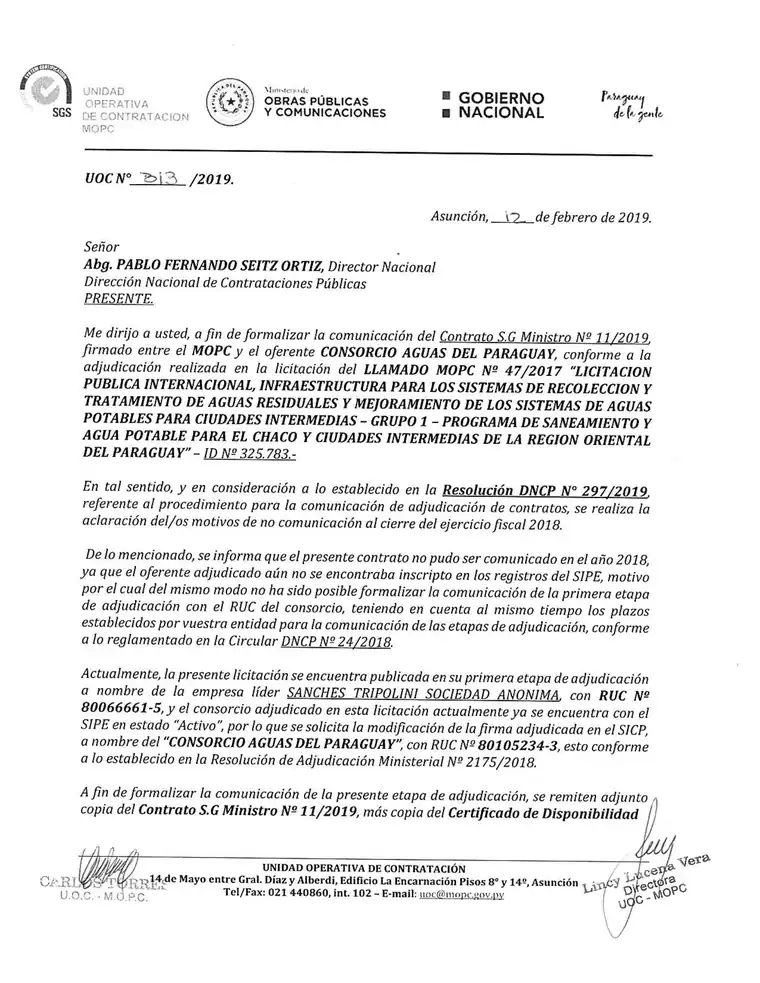 SYSTEM CERTIFICATION
SGS
UNIDAD
OPERATIVA
DE CONTRATACION
MOPC
REPUBLICA DEL PARAGUAY
Ministerio de
OBRAS PÚBLICAS
Y COMUNICACIONES
GOBIERNO
NACIONAL
Paraguay
de la gente
UOC Nº 313 /2019.
Asunción, 12 de febrero de 2019.
Señor
Abg. PABLO FERNANDO SEITZ ORTIZ, Director Nacional
Dirección Nacional de Contrataciones Públicas
PRESENTE.
Me dirijo a usted, a fin de formalizar la comunicación del Contrato S.G Ministro Nº 11/2019,
firmado entre el MOPC y el oferente CONSORCIO AGUAS DEL PARAGUAY, conforme a la
adjudicación realizada en la licitación del LLAMADO MOPC Nº 47/2017 "LICITACION
PUBLICA INTERNACIONAL, INFRAESTRUCTURA PARA LOS SISTEMAS DE RECOLECCION Y
TRATAMIENTO DE AGUAS RESIDUALES Y MEJORAMIENTO DE LOS SISTEMAS DE AGUAS
POTABLES PARA CIUDADES INTERMEDIAS – GRUPO 1 – PROGRAMA DE SANEAMIENTO Y
AGUA POTABLE PARA EL CHACO Y CIUDADES INTERMEDIAS DE LA REGION ORIENTAL
DEL PARAGUAY" – ID Nº 325.783.-
En tal sentido, y en consideración a lo establecido en la Resolución DNCP N° 297/2019,
referente al procedimiento para la comunicación de adjudicación de contratos, se realiza la
aclaración del/os motivos de no comunicación al cierre del ejercicio fiscal 2018.
De lo mencionado, se informa que el presente contrato no pudo ser comunicado en el año 2018,
ya que el oferente adjudicado aún no se encontraba inscripto en los registros del SIPE, motivo
por el cual del mismo modo no ha sido posible formalizar la comunicación de la primera etapa
de adjudicación con el RUC del consorcio, teniendo en cuenta al mismo tiempo los plazos
establecidos por vuestra entidad para la comunicación de las etapas de adjudicación, conforme
a lo reglamentado en la Circular DNCP Nº 24/2018.
Actualmente, la presente licitación se encuentra publicada en su primera etapa de adjudicación
a nombre de la empresa líder SANCHES TRIPOLINI SOCIEDAD ANONIMA, con RUC Nº
80066661-5, y el consorcio adjudicado en esta licitación actualmente ya se encuentra con el
SIPE en estado "Activo", por lo que se solicita la modificación de la firma adjudicada en el SICP,
a nombre del "CONSORCIO AGUAS DEL PARAGUAY", con RUC Nº 80105234-3, esto conforme
a lo establecido en la Resolución de Adjudicación Ministerial Nº 2175/2018.
A fin de formalizar la comunicación de la presente etapa de adjudicación, se remiten adjunto
copia del Contrato S.G Ministro Nº 11/2019, más copia del Certificado de Disponibilidad
UNIDAD OPERATIVA DE CONTRATACIÓN
14 de Mayo entre Gral. Díaz y Alberdi, Edificio La Encarnación Pisos 8° y 14º, Asunción
Tel/Fax: 021 440860, int. 102 – E-mail: uoc@mopc.gov.py
CARLOS TORRES
U.O.C. - M.O.P.C.
Lincy Lucena Vera
Directora
UOC - MOPC